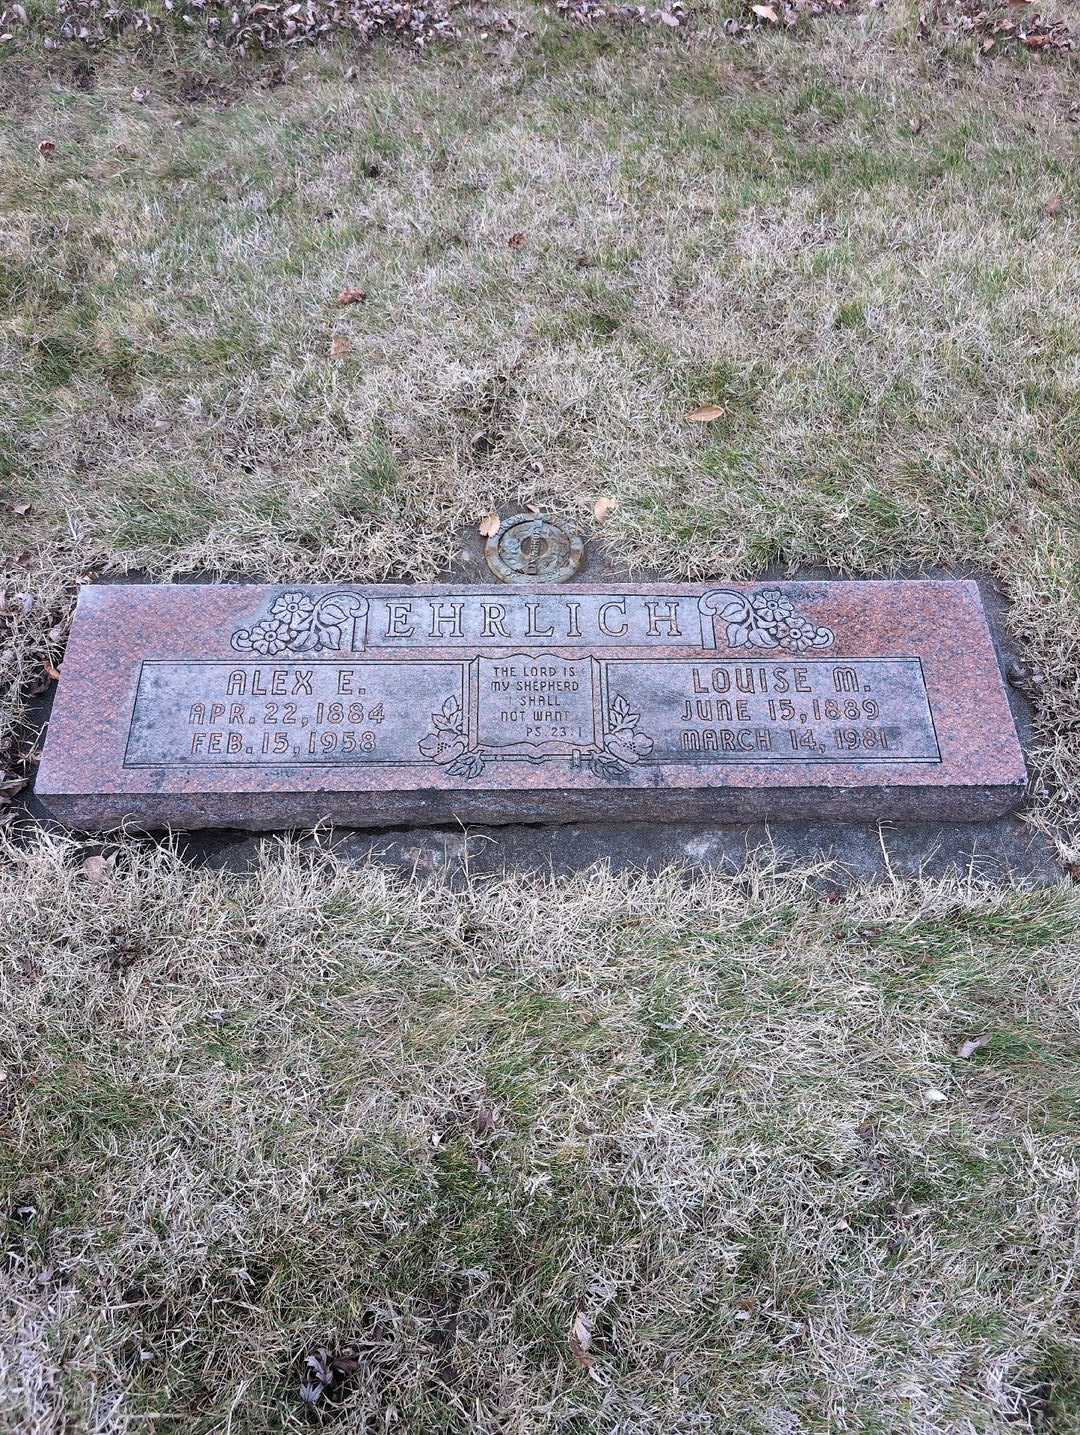 EHRLICH
ALEX E.
APR. 22, 1884
FEB. 15, 1958
THE LORD IS
MY SHEPHERD
I SHALL
NOT WANT
PS. 23:1
LOUISE M.
JUNE 15, 1889
MARCH 14, 1981